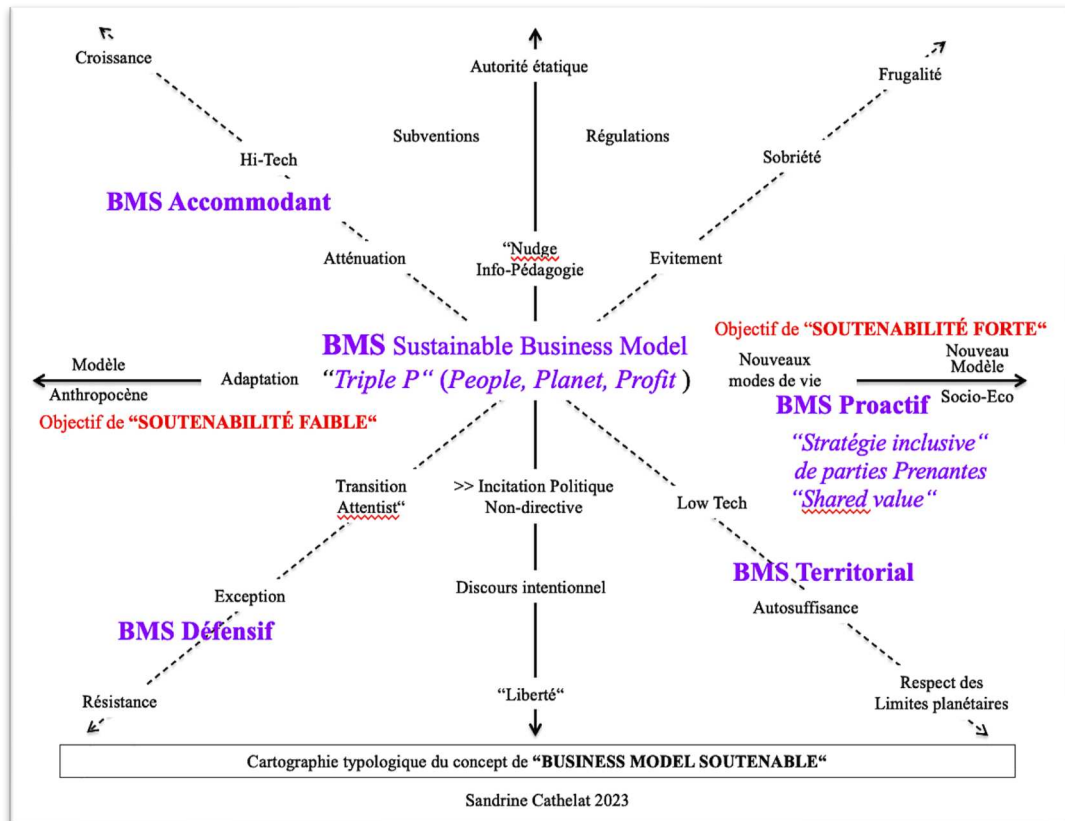 Croissance
Autorité étatique
Frugalité
Subventions
Régulations
Hi-Tech
Sobriété
BMS Accommodant
Atténuation
“Nudge
Info-Pédagogie
Evitement
Objectif de “SOUTENABILITÉ FORTE“
BMS Sustainable Business Model
“Triple P“ (People, Planet, Profit )
Modèle
Anthropocène
Adaptation
Objectif de “SOUTENABILITÉ FAIBLE“
Nouveaux
modes de vie
Nouveau
Modèle
Socio-Eco
BMS Proactif
“Stratégie inclusive“
de parties Prenantes
“Shared value“
Transition
Attentist“
>> Incitation Politique
Non-directive
Low Tech
BMS Territorial
Discours intentionnel
Exception
Autosuffisance
BMS Défensif
“Liberté“
Résistance
Respect des
Limites planétaires
Cartographie typologique du concept de “BUSINESS MODEL SOUTENABLE“
Sandrine Cathelat 2023